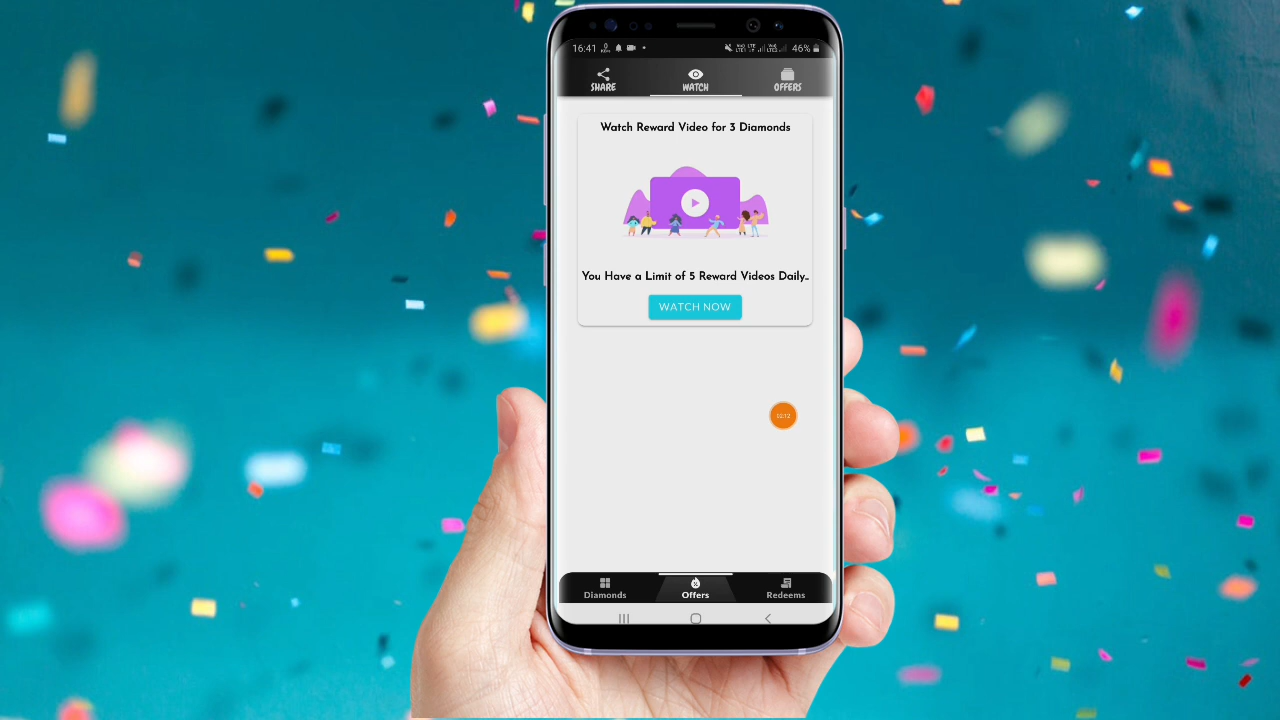 16:41
46%
SHARE
WATCH
OFFERS
Watch Reward Video for 3 Diamonds
You Have a Limit of 5 Reward Videos Daily..
WATCH NOW
Diamonds
Offers
Redeems